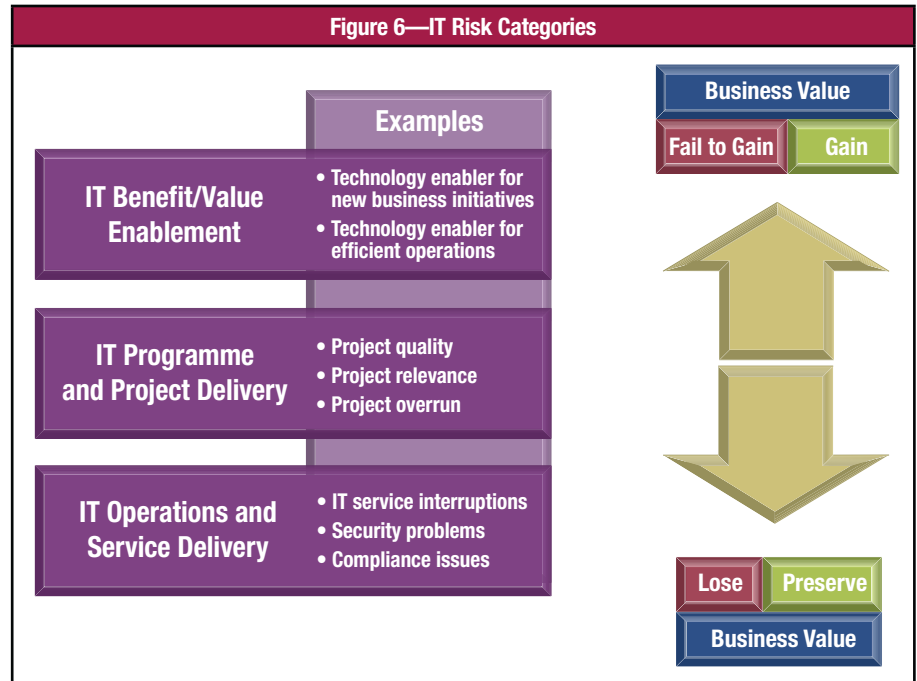 Figure 6—IT Risk Categories
Examples
IT Benefit/Value
Enablement
• Technology enabler for
new business initiatives
• Technology enabler for
efficient operations
IT Programme
and Project Delivery
• Project quality
• Project relevance
• Project overrun
IT Operations and
Service Delivery
• IT service interruptions
• Security problems
• Compliance issues
Business Value
Fail to Gain
Gain
Lose
Preserve
Business Value